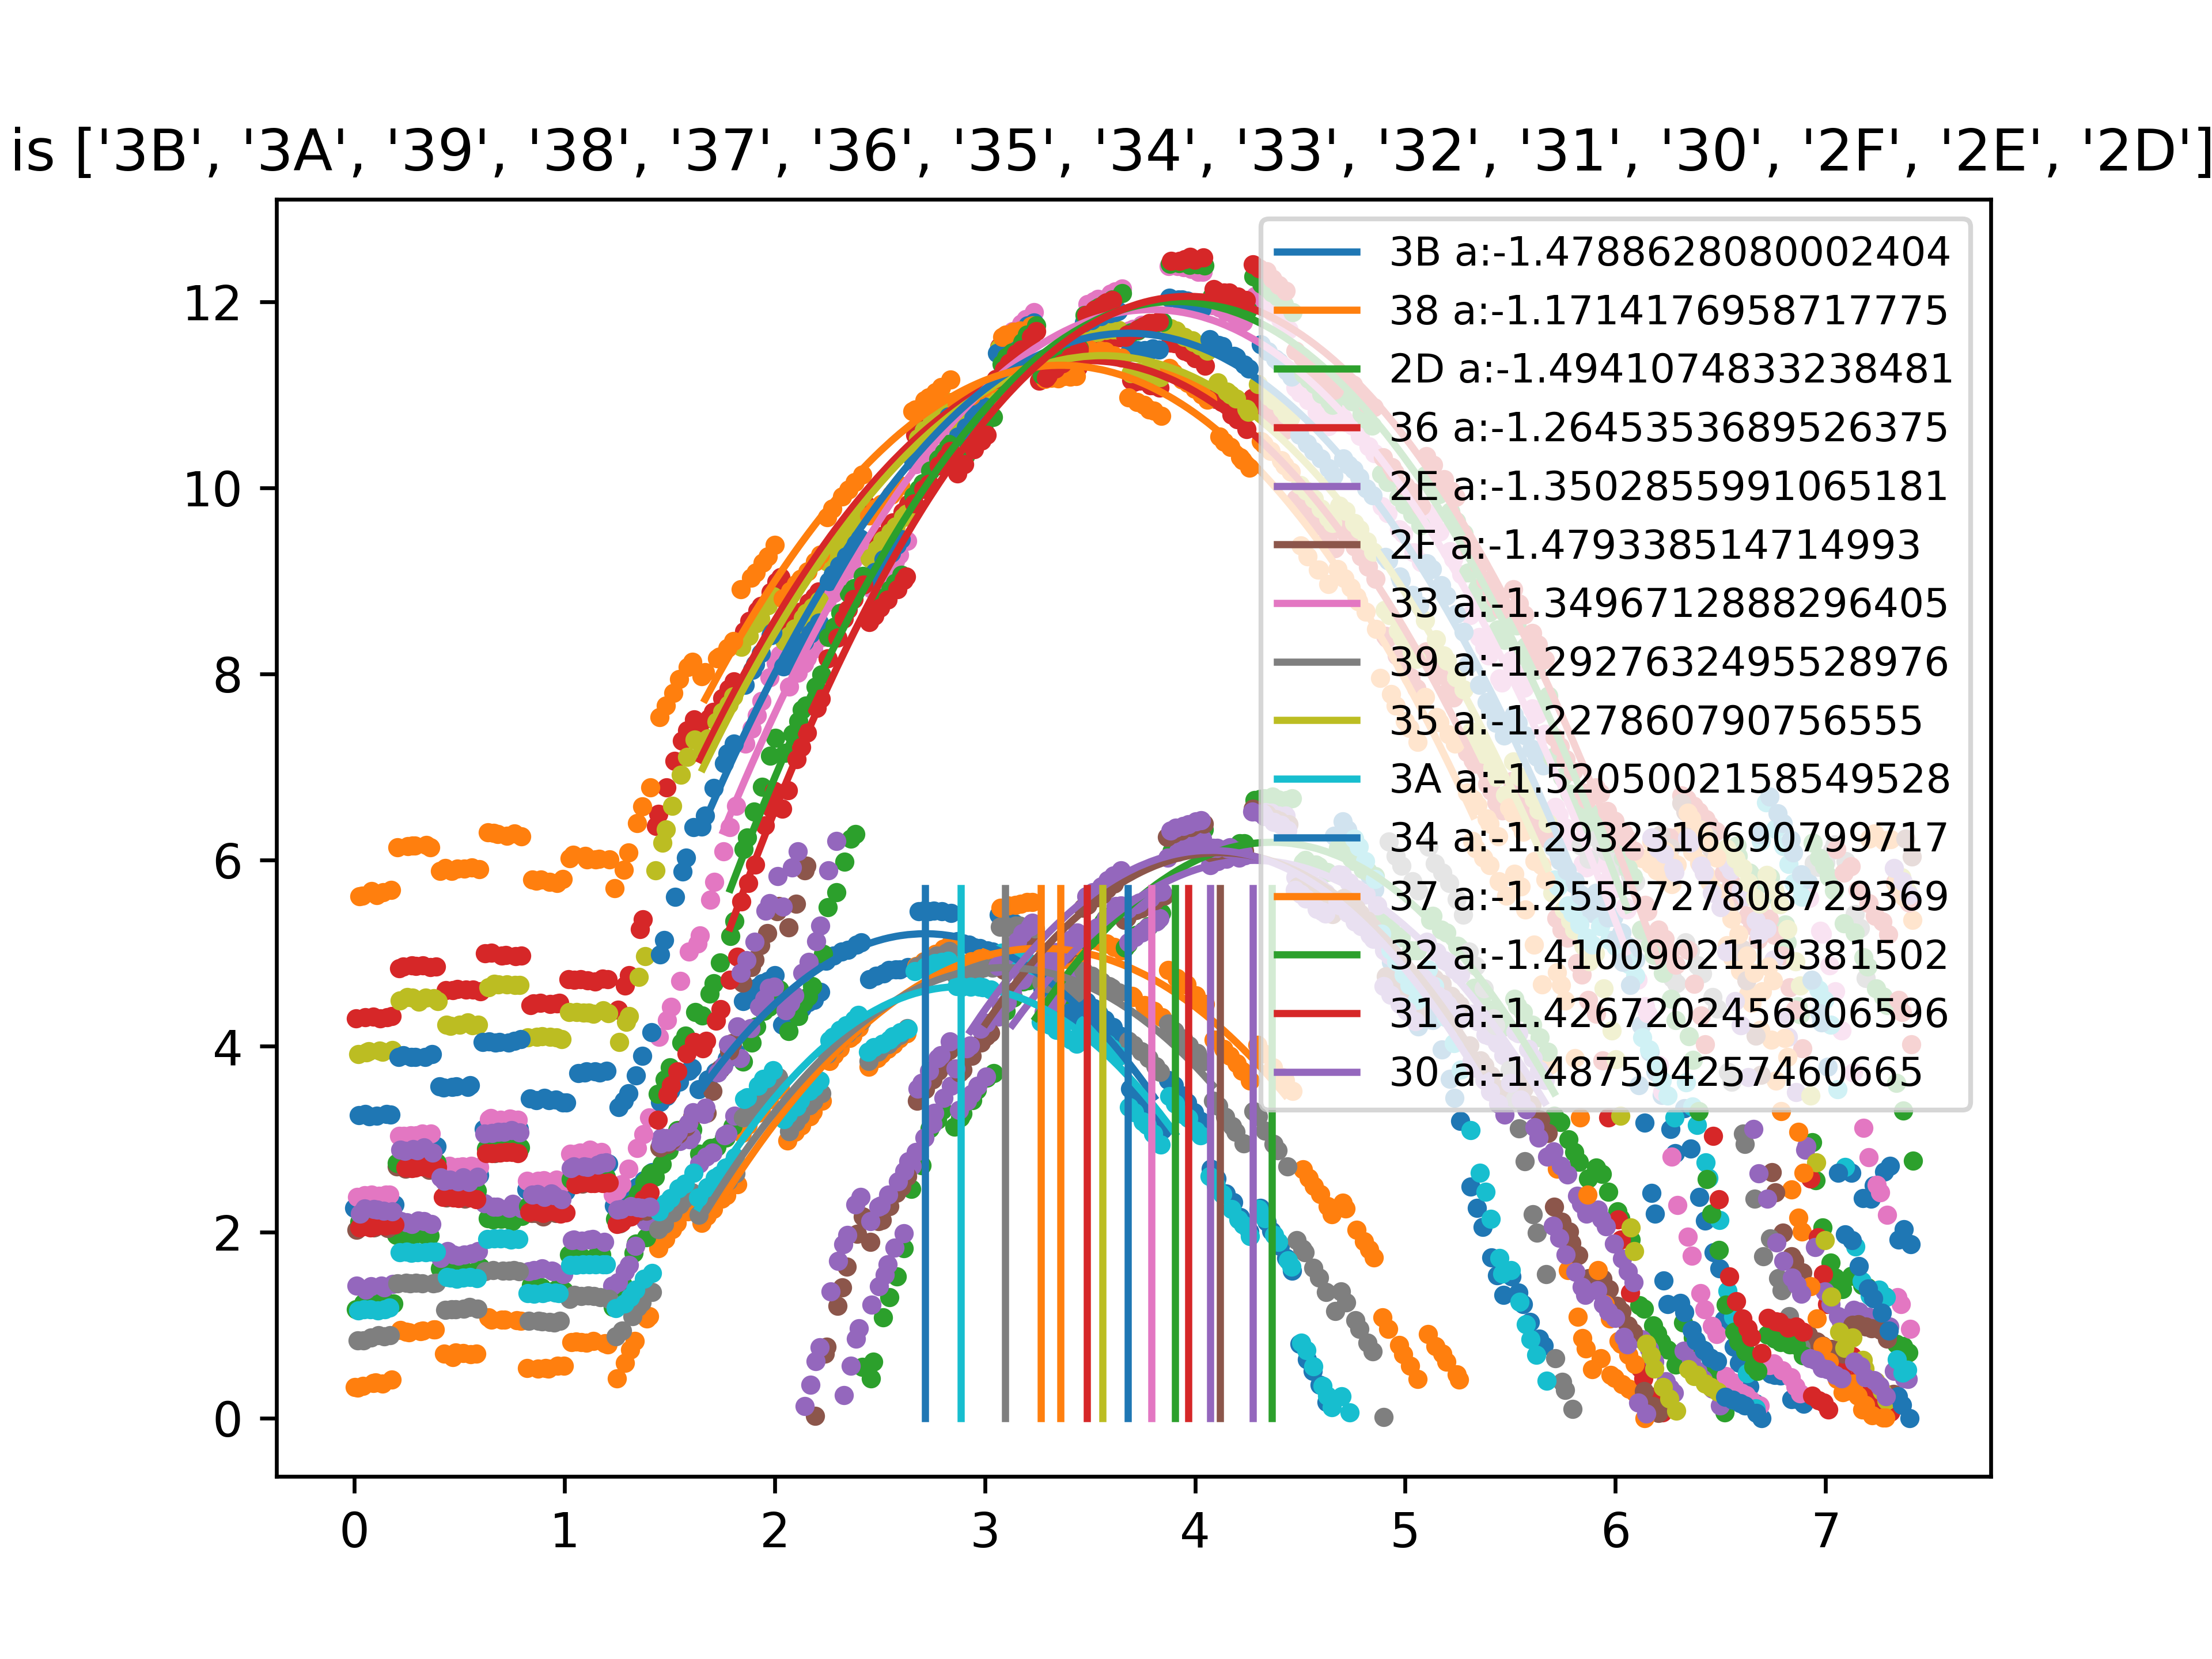 is ['3B', '3A', '39', '38', '37', '36', '35', '34', '33', '32', '31', '30', '2F', '2E', '2D']
3B a:-1.4788628080002404
38 a:-1.1714176958717775
2D a:-1.4941074833238481
36 a:-1.2645353689526375
2E a:-1.3502855991065181
2F a:-1.479338514714993
33 a:-1.3496712888296405
39 a:-1.2927632495528976
35 a:-1.227860790756555
3A a:-1.5205002158549528
34 a:-1.2932316690799717
37 a:-1.2555727808729369
32 a:-1.4100902119381502
31 a:-1.4267202456806596
30 a:-1.487594257460665
12
10
8
6
4
2
0
0 1 2 3 4 5 6 7